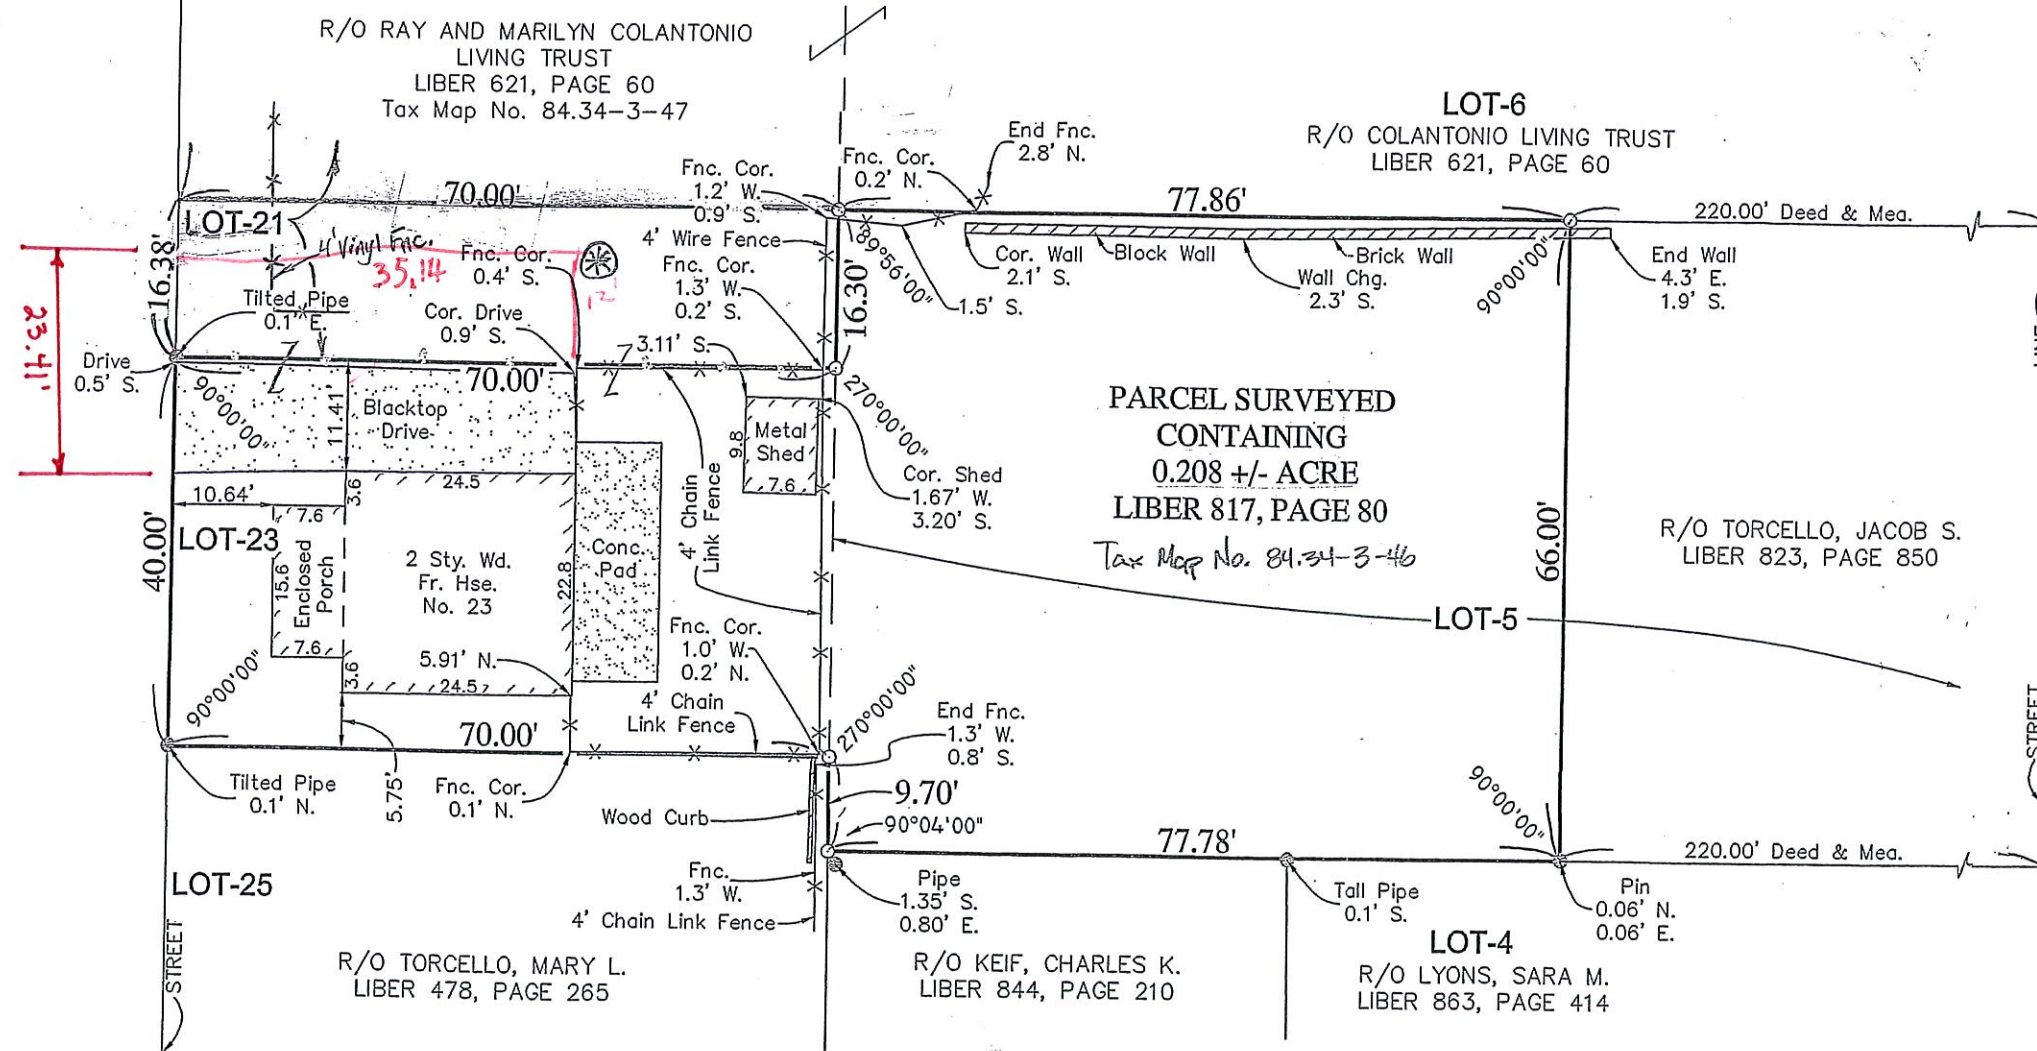 R/O RAY AND MARILYN COLANTONIO
LIVING TRUST
LIBER 621, PAGE 60
Tax Map No. 84.34-3-47
LOT-6
R/O COLANTONIO LIVING TRUST
LIBER 621, PAGE 60
End Fnc.
2.8' N.
Fnc. Cor.
0.2' N.
Fnc. Cor.
1.2' W.
0.9' S.
70.00'
77.86'
220.00' Deed & Mea.
LOT-21
16.38'
4' Vinyl Fnc.
35.14
Fnc. Cor.
0.4' S.
12
4' Wire Fence
Fnc. Cor.
1.3' W.
0.2' S.
89°56'00"
16.30'
1.5' S.
Cor. Wall
2.1' S.
Block Wall
Wall Chg.
2.3' S.
Brick Wall
90°00'00"
End Wall
4.3' E.
1.9' S.
23.41'
Tilted Pipe
0.1' E.
Cor. Drive
0.9' S.
Drive
0.5' S.
3.11' S.
70.00'
90°00'00"
11.41'
Blacktop
Drive
Metal
Shed
9.8
7.6
270°00'00"
Cor. Shed
1.67' W.
3.20' S.
4' Chain
Link Fence
PARCEL SURVEYED
CONTAINING
0.208 +/- ACRE
LIBER 817, PAGE 80
Tax Map No. 84.34-3-46
66.00'
R/O TORCELLO, JACOB S.
LIBER 823, PAGE 850
10.64'
3.6
24.5
7.6
LOT-23
40.00'
15.6
Enclosed
Porch
2 Sty. Wd.
Fr. Hse.
No. 23
22.8
Conc.
Pad
7.6
3.6
5.91' N.
24.5
LOT-5
Fnc. Cor.
1.0' W.
0.2' N.
4' Chain
Link Fence
270°00'00"
90°00'00"
70.00'
End Fnc.
1.3' W.
0.8' S.
STREET
Tilted Pipe
0.1' N.
5.75'
Fnc. Cor.
0.1' N.
Wood Curb
9.70'
90°04'00"
77.78'
90°00'00"
220.00' Deed & Mea.
LOT-25
Fnc.
1.3' W.
4' Chain Link Fence
Pipe
1.35' S.
0.80' E.
Tall Pipe
0.1' S.
Pin
0.06' N.
0.06' E.
STREET
R/O TORCELLO, MARY L.
LIBER 478, PAGE 265
R/O KEIF, CHARLES K.
LIBER 844, PAGE 210
LOT-4
R/O LYONS, SARA M.
LIBER 863, PAGE 414